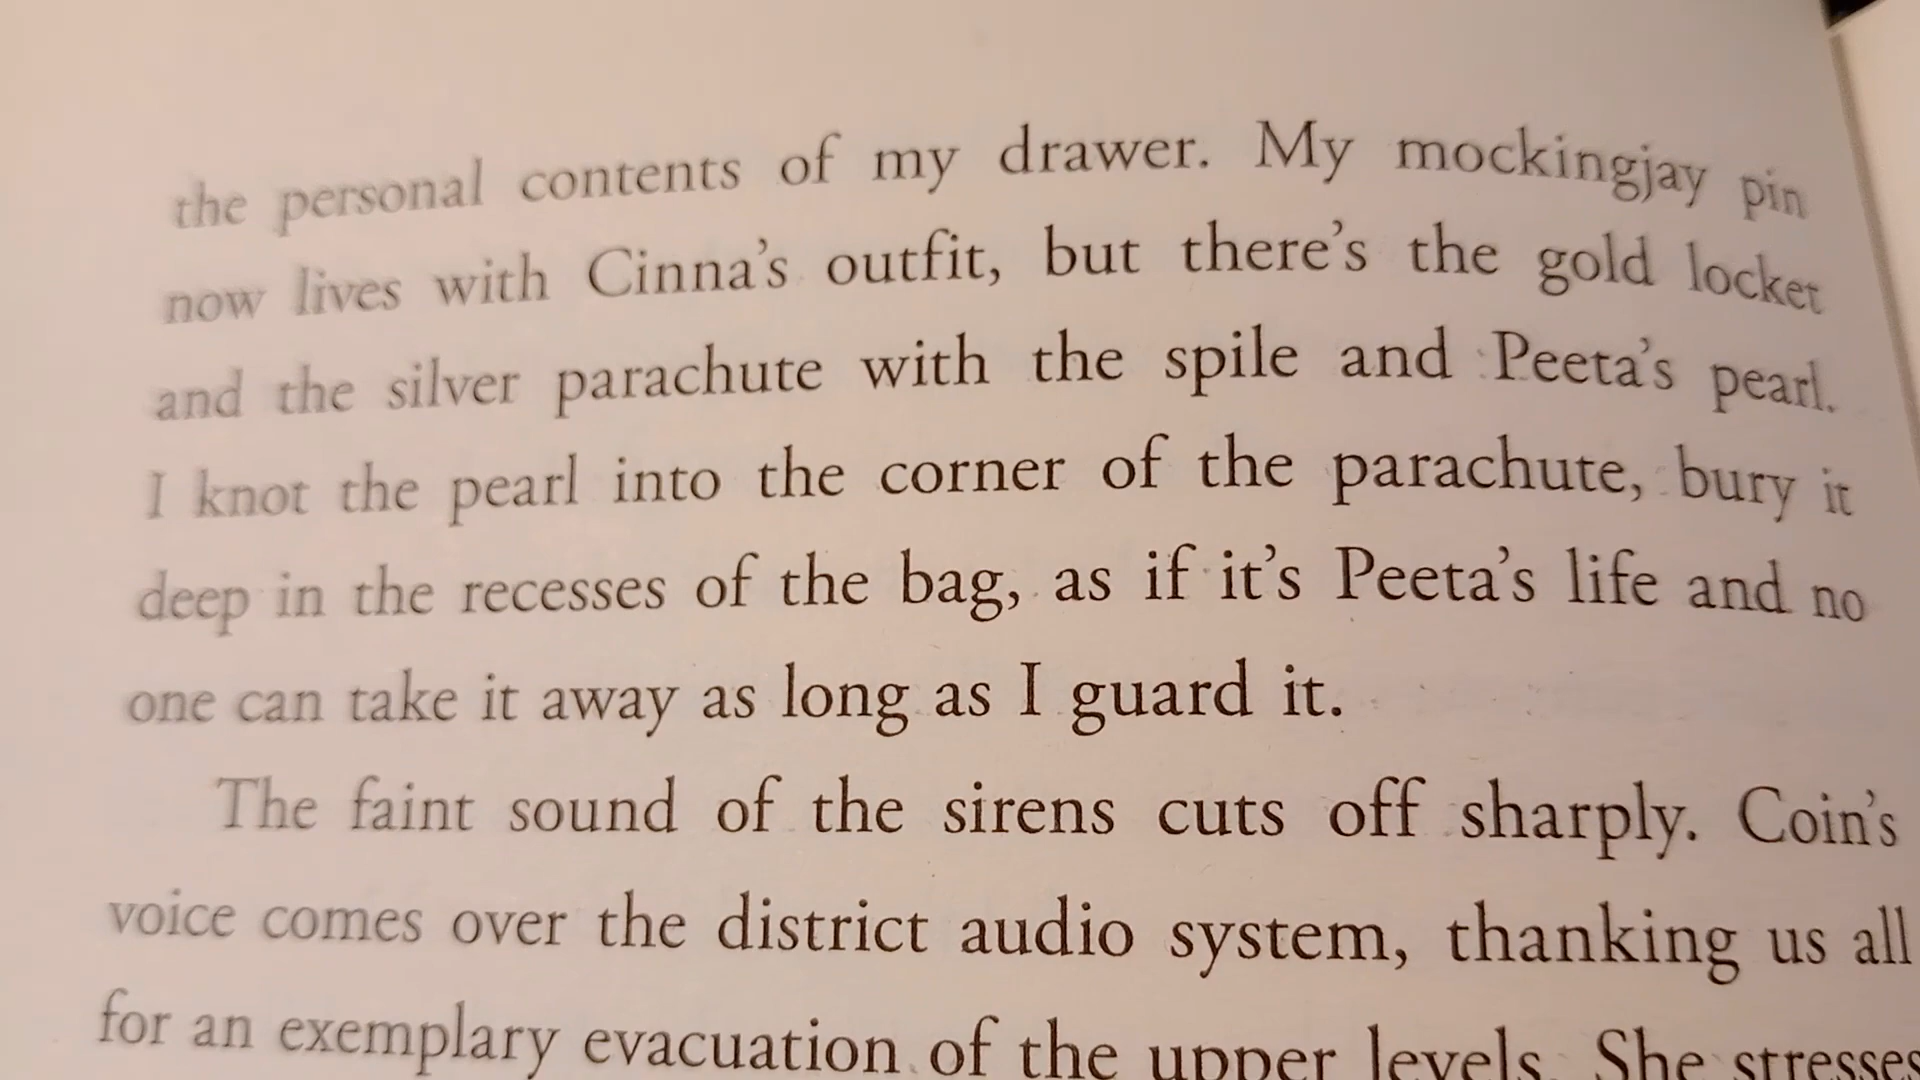 the personal contents of my drawer. My mockingjay pin
now lives with Cinna’s outfit, but there’s the gold locket
and the silver parachute with the spile and Peeta’s pearl.
I knot the pearl into the corner of the parachute, bury it
deep in the recesses of the bag, as if it’s Peeta’s life and no
one can take it away as long as I guard it.
The faint sound of the sirens cuts off sharply. Coin’s
voice comes over the district audio system, thanking us all
for an exemplary evacuation of the upper levels. She stresses